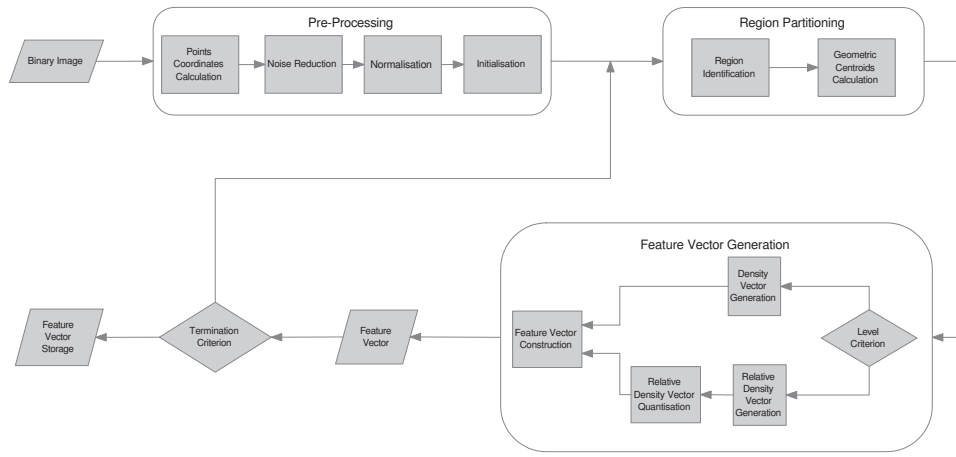 Pre-Processing
Binary Image
Points
Coordinates
Calculation
Noise Reduction
Normalisation
Initialisation
Region Partitioning
Region
Identification
Geometric
Centroids
Calculation
Feature Vector Generation
Density
Vector
Generation
Level
Criterion
Relative
Density
Vector
Generation
Relative
Density Vector
Quantisation
Feature Vector
Construction
Feature
Vector
Termination
Criterion
Feature
Vector
Storage